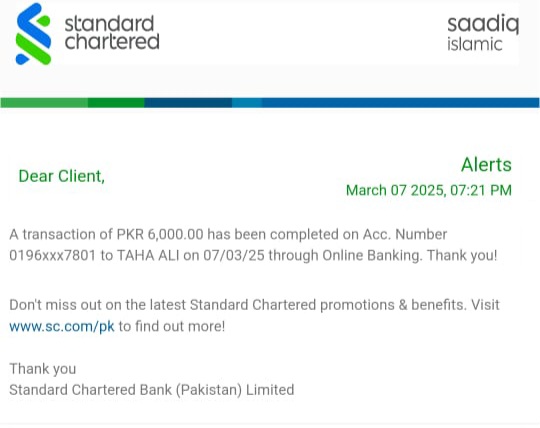 standard
chartered
saadiq
islamic
Dear Client,
Alerts
March 07 2025, 07:21 PM
A transaction of PKR 6,000.00 has been completed on Acc. Number
0196xxx7801 to TAHA ALI on 07/03/25 through Online Banking. Thank you!
Don't miss out on the latest Standard Chartered promotions & benefits. Visit
www.sc.com/pk to find out more!
Thank you
Standard Chartered Bank (Pakistan) Limited